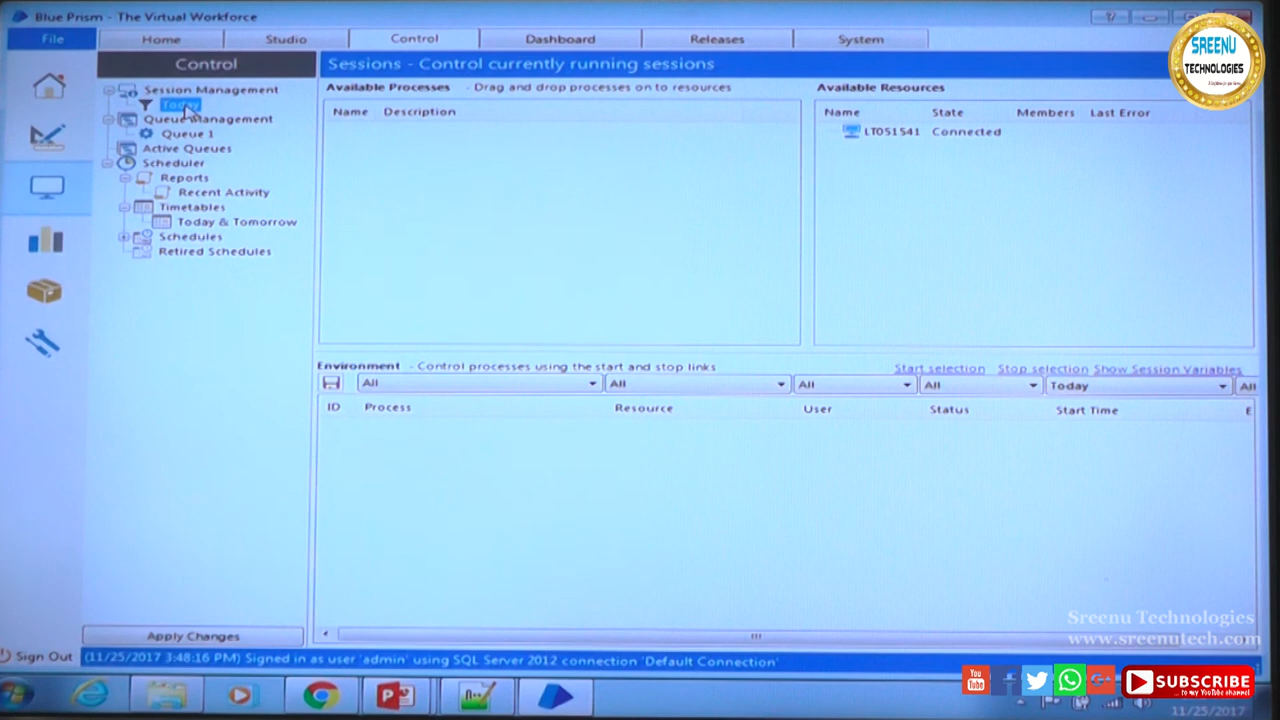 Blue Prism - The Virtual Workforce
File
Home
Studio
Control
Dashboard
Releases
System
SREENU
TECHNOLOGIES
Control
Session Management
Today
Queue Management
Queue 1
Active Queues
Scheduler
Reports
Recent Activity
Timetables
Today & Tomorrow
Schedules
Retired Schedules
Apply Changes
Sessions - Control currently running sessions
Available Processes - Drag and drop processes on to resources
Name Description
Available Resources
Name State Members Last Error
LT051541 Connected
Environment - Control processes using the start and stop links
Start selection Stop selection Show Session Variables
All All All All Today All
ID Process Resource User Status Start Time E
Sreenu Technologies
www.sreenutech.com
Sign Out
(11/25/2017 3:48:16 PM) Signed in as user 'admin' using SQL Server 2012 connection 'Default Connection'
You
Tube
SUBSCRIBE
... to my YouTube channel
11/25/2017